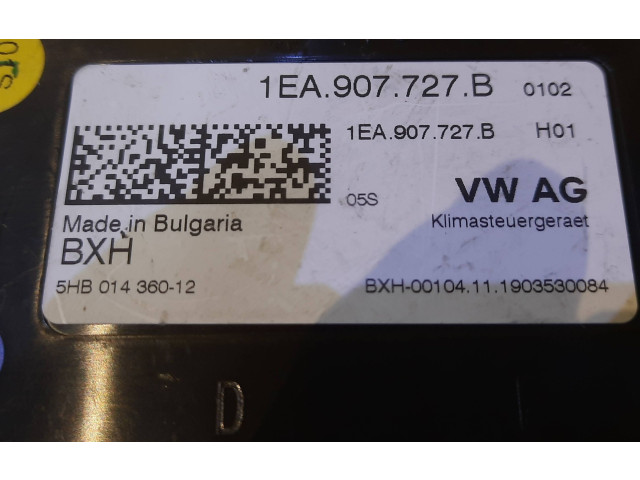 1EA.907.727.B 0102
1EA.907.727.B H01
05S VW AG
Made in Bulgaria Klimasteuergeraet
BXH
5HB 014 360-12 BXH-00104.11.1903530084
D